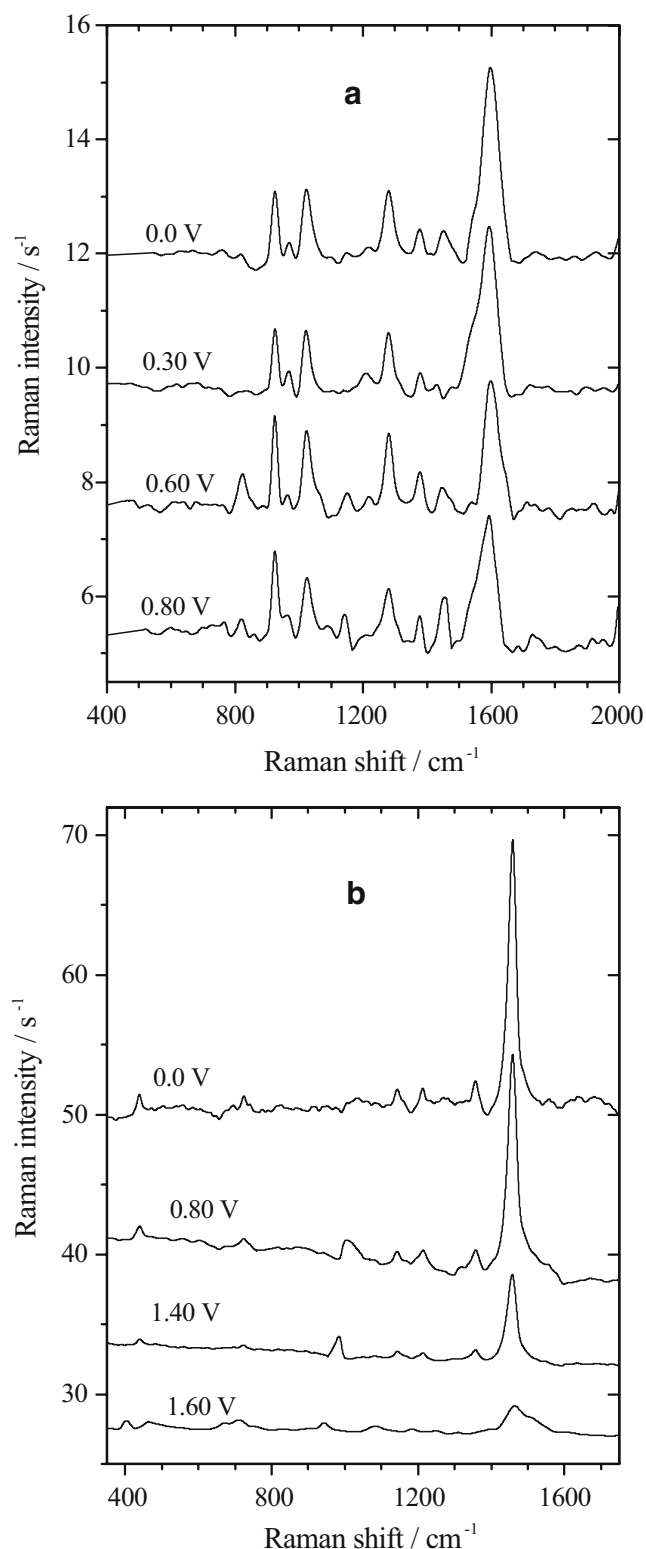 16
a
14
0.0 V
12
0.30 V
10
0.60 V
8
0.80 V
6
Raman intensity / s⁻¹
400 800 1200 1600 2000
Raman shift / cm⁻¹
70
b
60
0.0 V
50
0.80 V
40
1.40 V
30
1.60 V
Raman intensity / s⁻¹
400 800 1200 1600
Raman shift / cm⁻¹